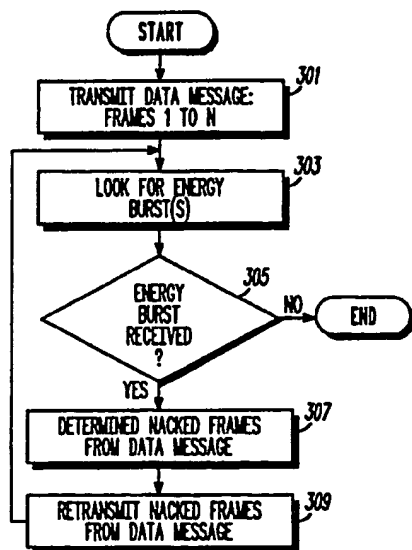 START
301
TRANSMIT DATA MESSAGE:
FRAMES 1 TO N
303
LOOK FOR ENERGY
BURST(S)
305
ENERGY
BURST
RECEIVED
?
NO
END
YES
307
DETERMINED NACKED FRAMES
FROM DATA MESSAGE
309
RETRANSMIT NACKED FRAMES
FROM DATA MESSAGE